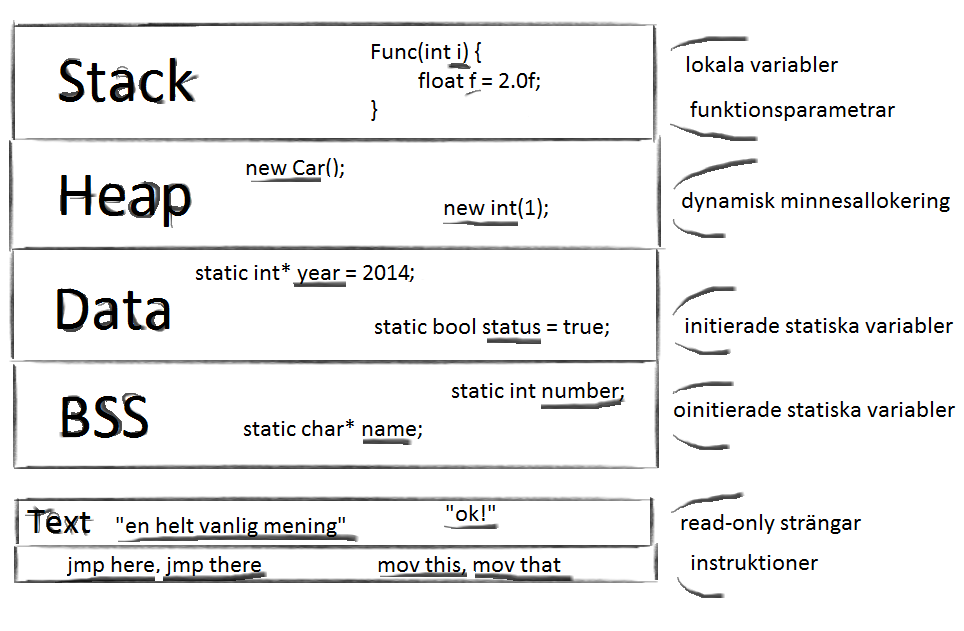 Stack
Func(int i) {
float f = 2.0f;
}
lokala variabler
funktionsparametrar
Heap
new Car();
new int(1);
dynamisk minnesallokering
Data
static int* year = 2014;
static bool status = true;
initierade statiska variabler
BSS
static int number;
static char* name;
oinitierade statiska variabler
Text
"en helt vanlig mening"
"ok!"
read-only strängar
jmp here, jmp there
mov this, mov that
instruktioner